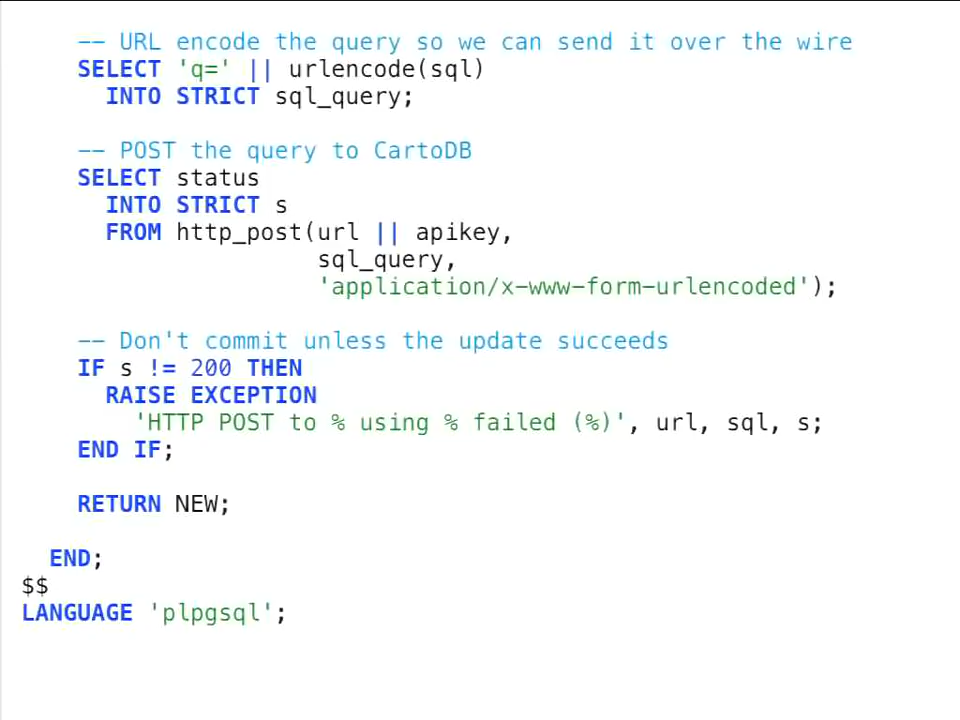 -- URL encode the query so we can send it over the wire
SELECT 'q=' || urlencode(sql)
INTO STRICT sql_query;
-- POST the query to CartoDB
SELECT status
INTO STRICT s
FROM http_post(url || apikey,
sql_query,
'application/x-www-form-urlencoded');
-- Don't commit unless the update succeeds
IF s != 200 THEN
RAISE EXCEPTION
'HTTP POST to % using % failed (%)', url, sql, s;
END IF;
RETURN NEW;
END;
$$
LANGUAGE 'plpgsql';